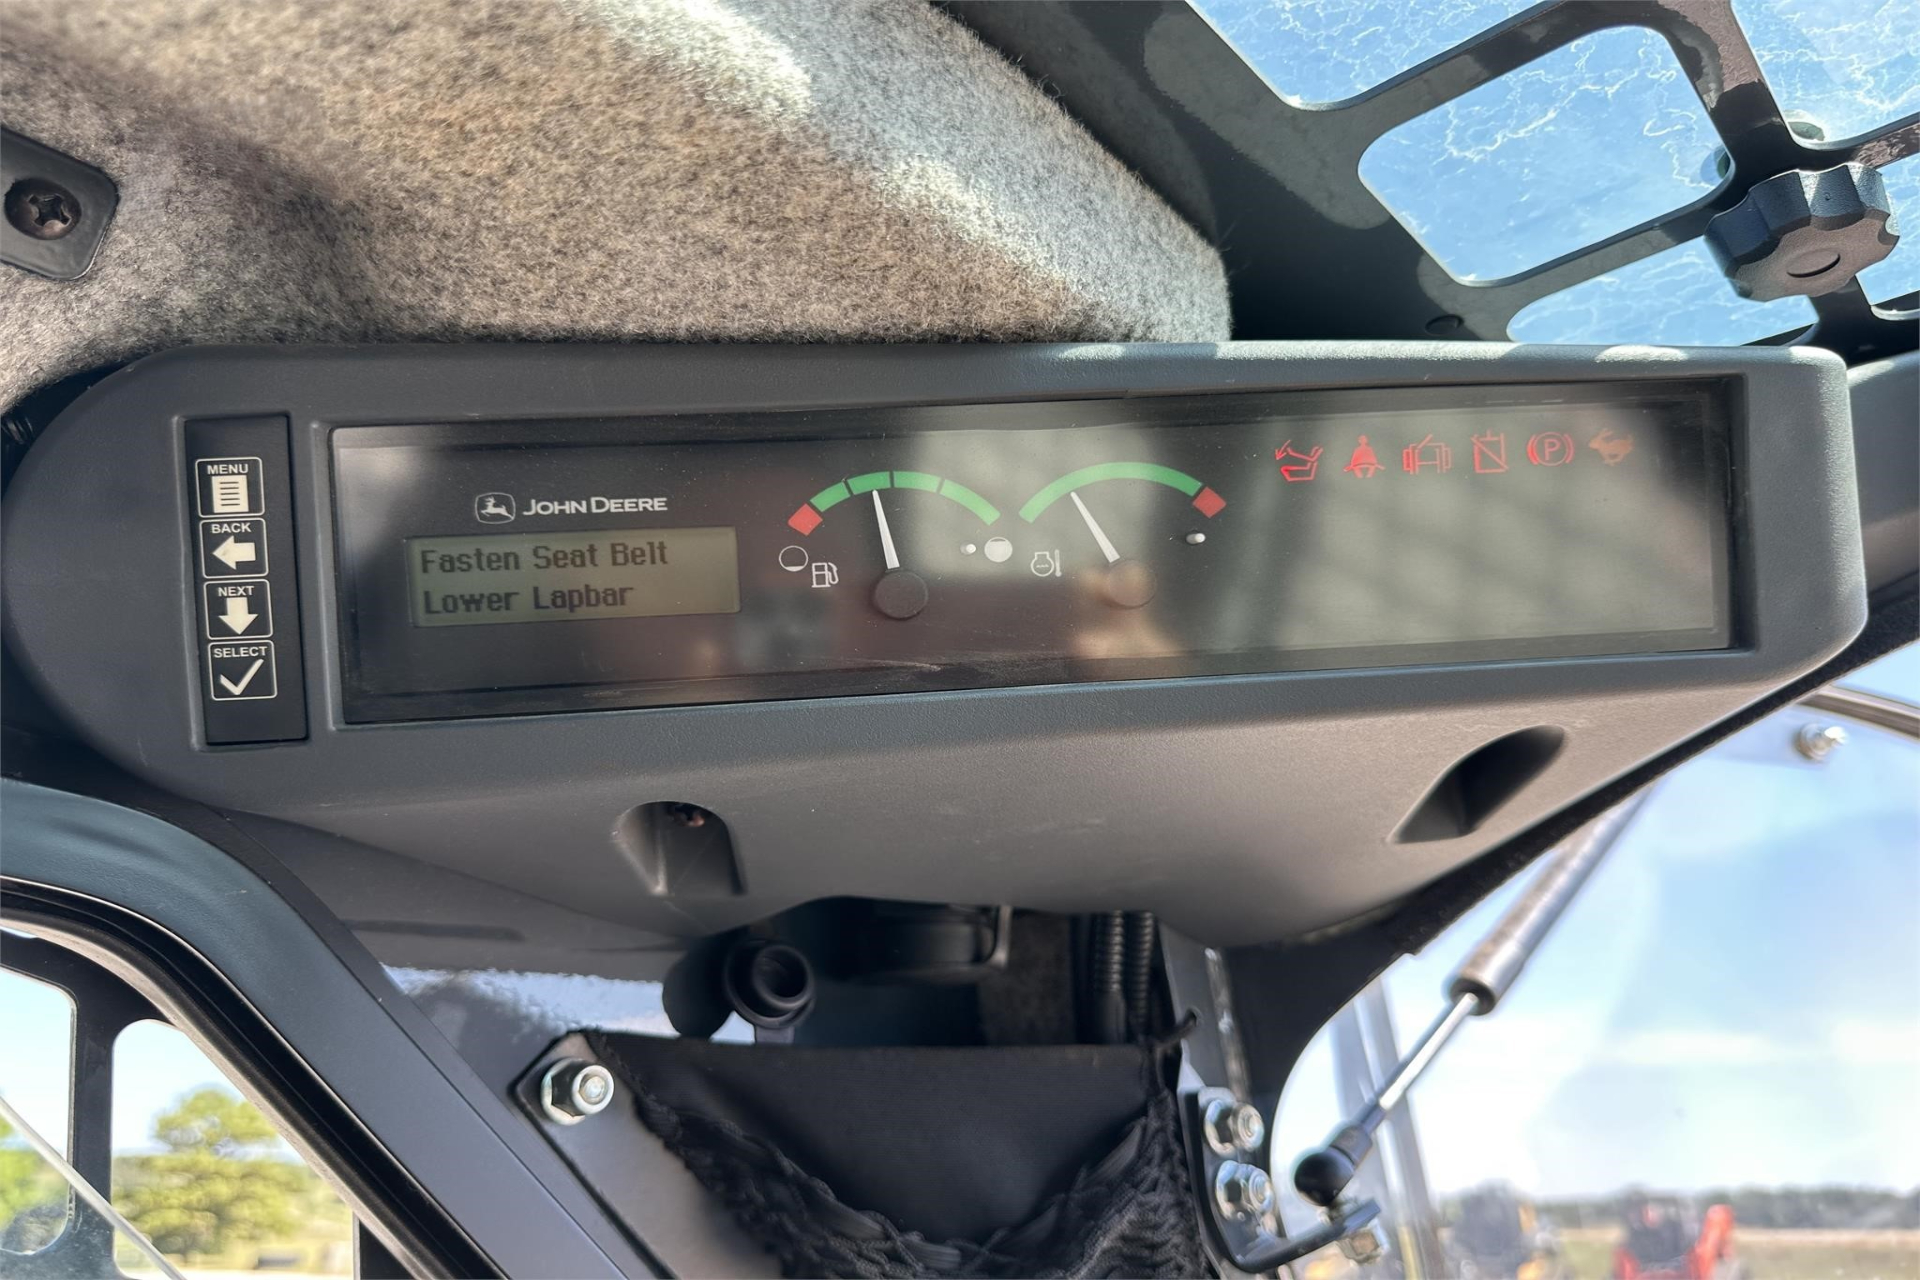 MENU
BACK
NEXT
SELECT
JOHN DEERE
Fasten Seat Belt
Lower Lapbar
P